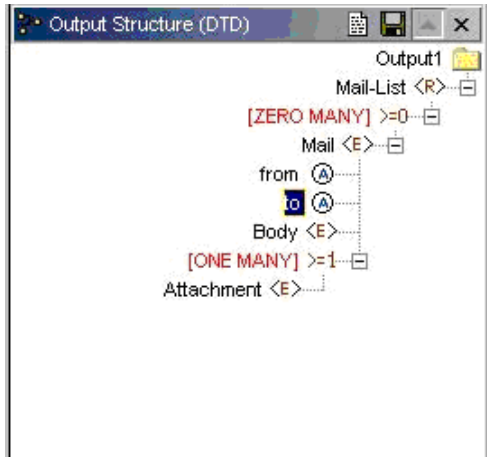 Output Structure (DTD)
Output1
Mail-List <R>
[ZERO MANY] >=0
Mail <E>
from A
to A
Body <E>
[ONE MANY] >=1
Attachment <E>